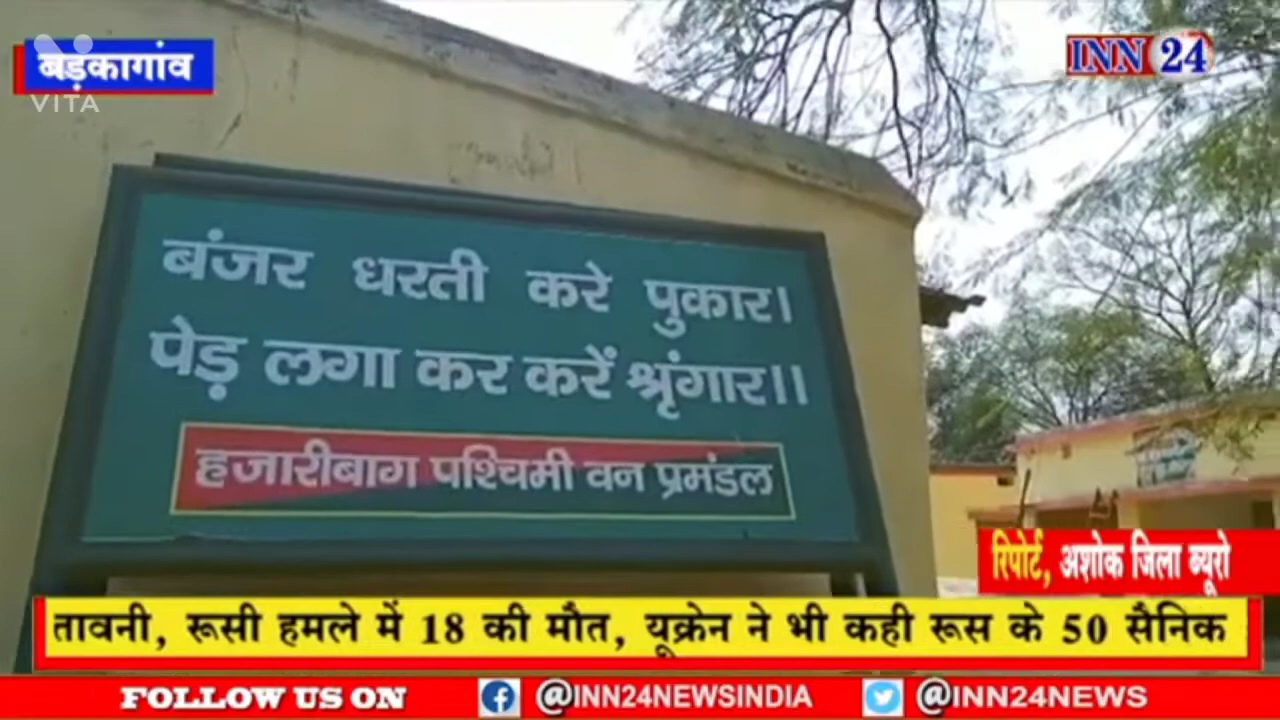 बड़कागांव
VITA
INN 24
बंजर धरती करे पुकार।
पेड़ लगा कर करें श्रृंगार।।
हजारीबाग पश्चिमी वन प्रमंडल
रिपोर्ट, अशोक जिला ब्यूरो
तावनी, रूसी हमले में 18 की मौत, यूक्रेन ने भी कही रूस के 50 सैनिक
FOLLOW US ON @INN24NEWSINDIA @INN24NEWS